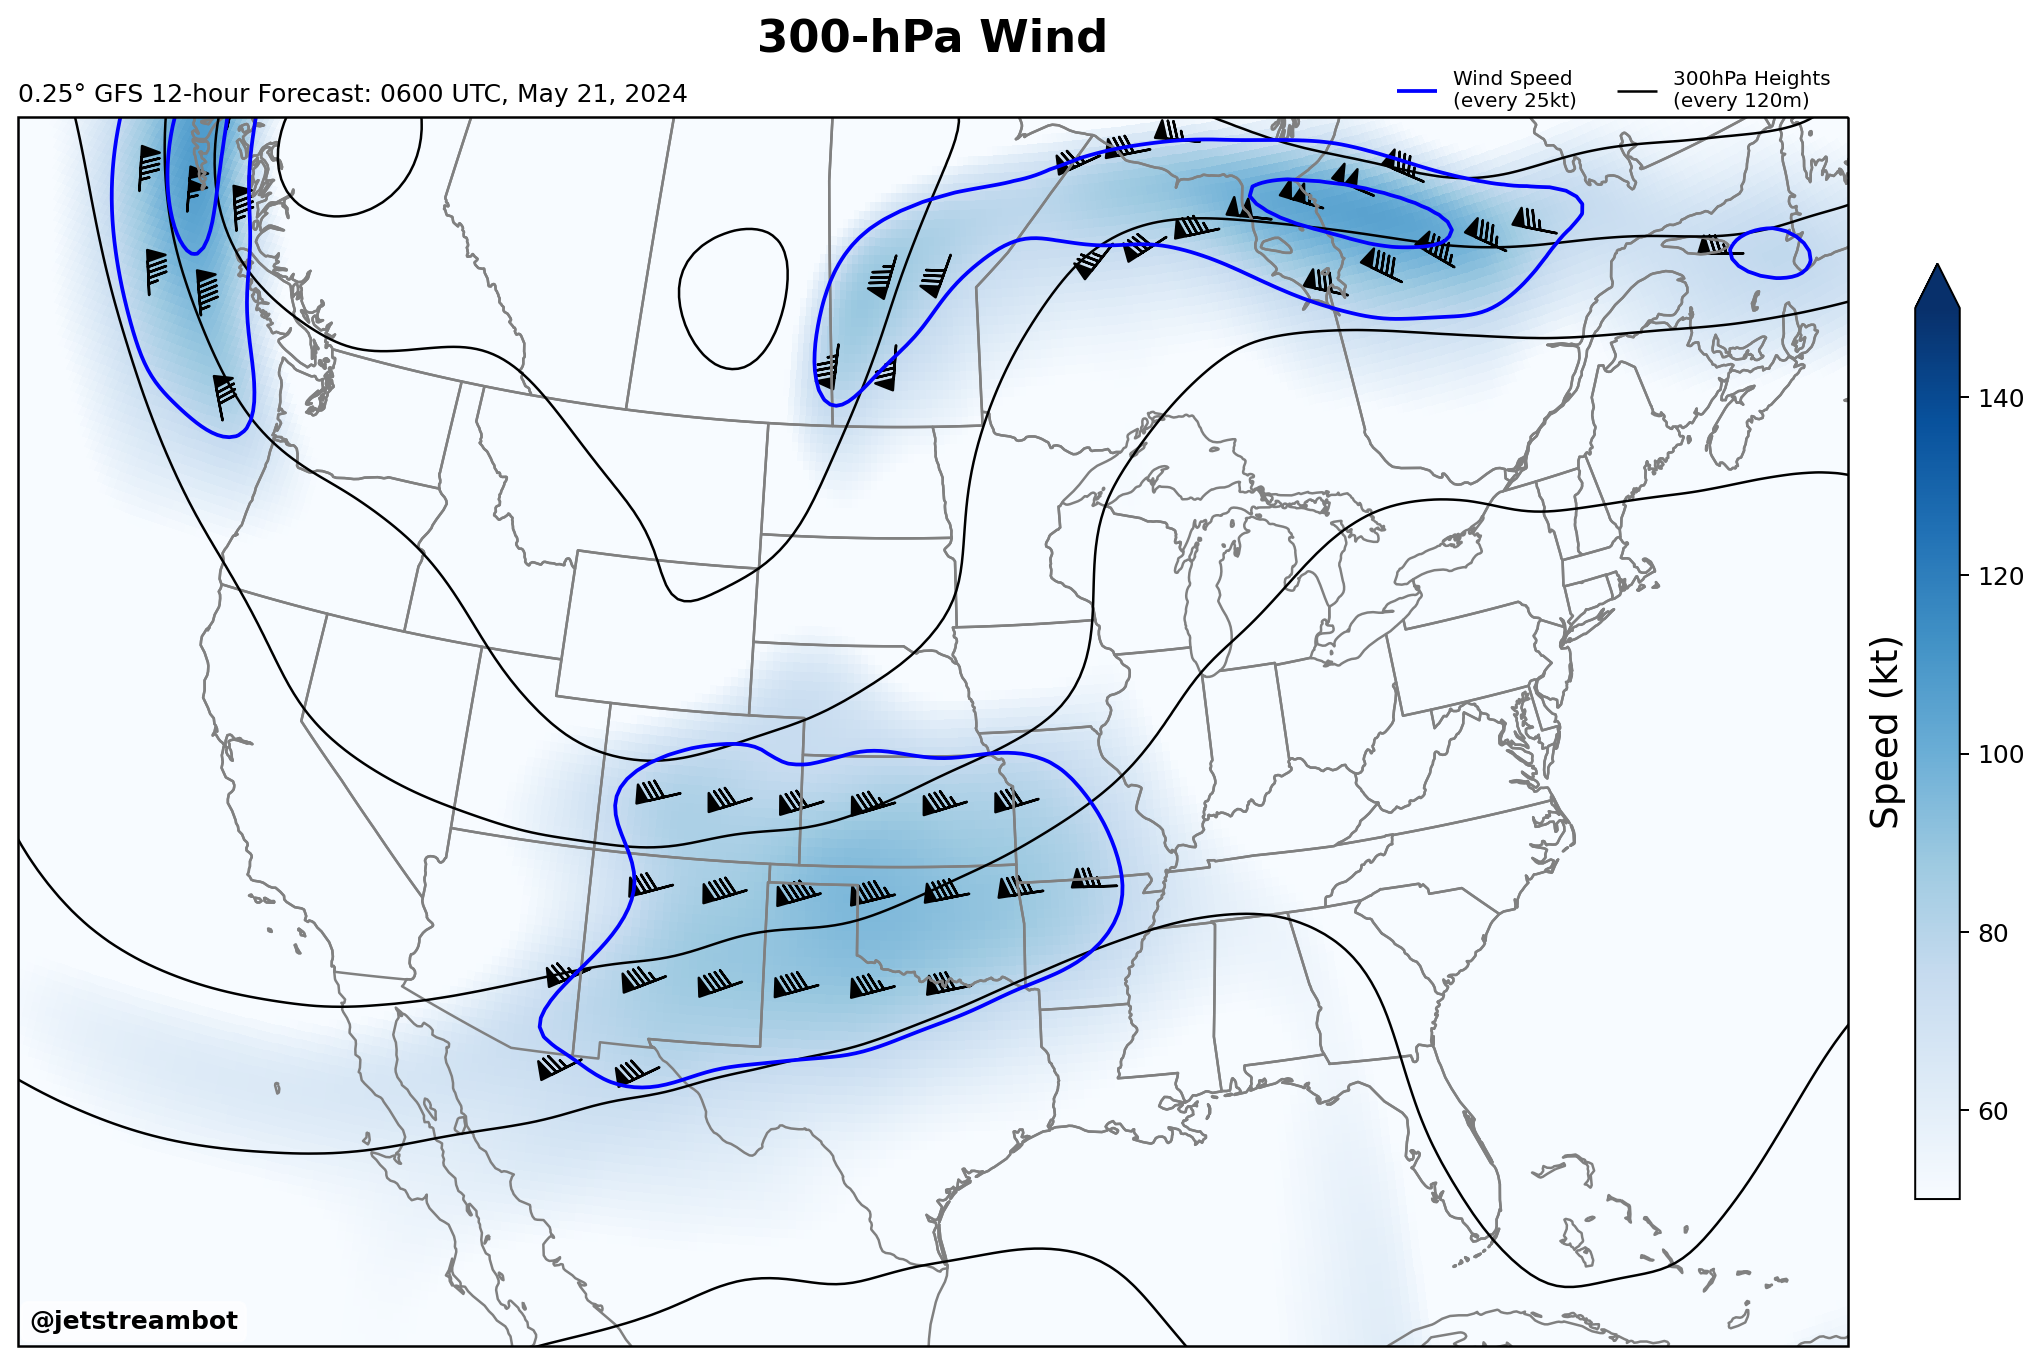 300-hPa Wind
0.25° GFS 12-hour Forecast: 0600 UTC, May 21, 2024
Wind Speed
(every 25kt)
300hPa Heights
(every 120m)
140
120
100
80
60
Speed (kt)
@jetstreambot